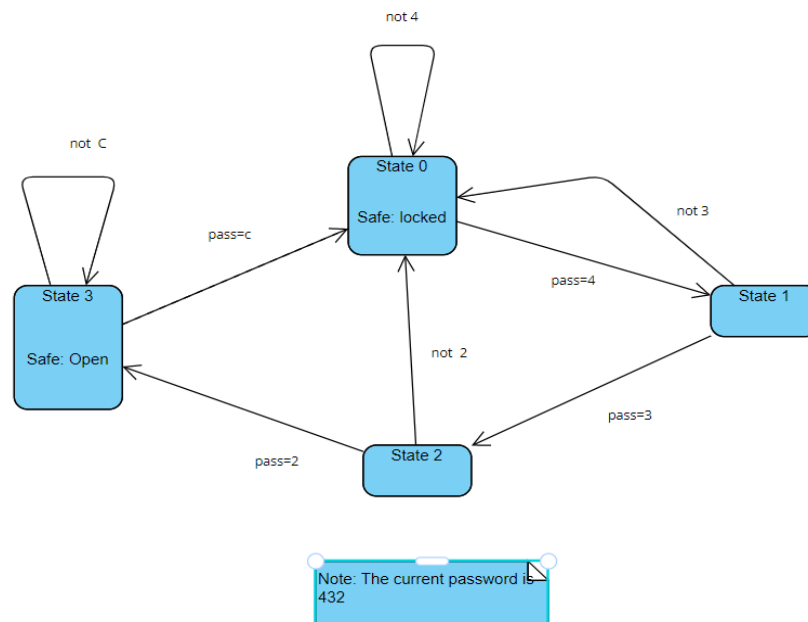 not 4
not C
State 0
Safe: locked
not 3
pass=c
pass=4
State 3
Safe: Open
State 1
not 2
pass=3
pass=2
State 2
Note: The current password is
432